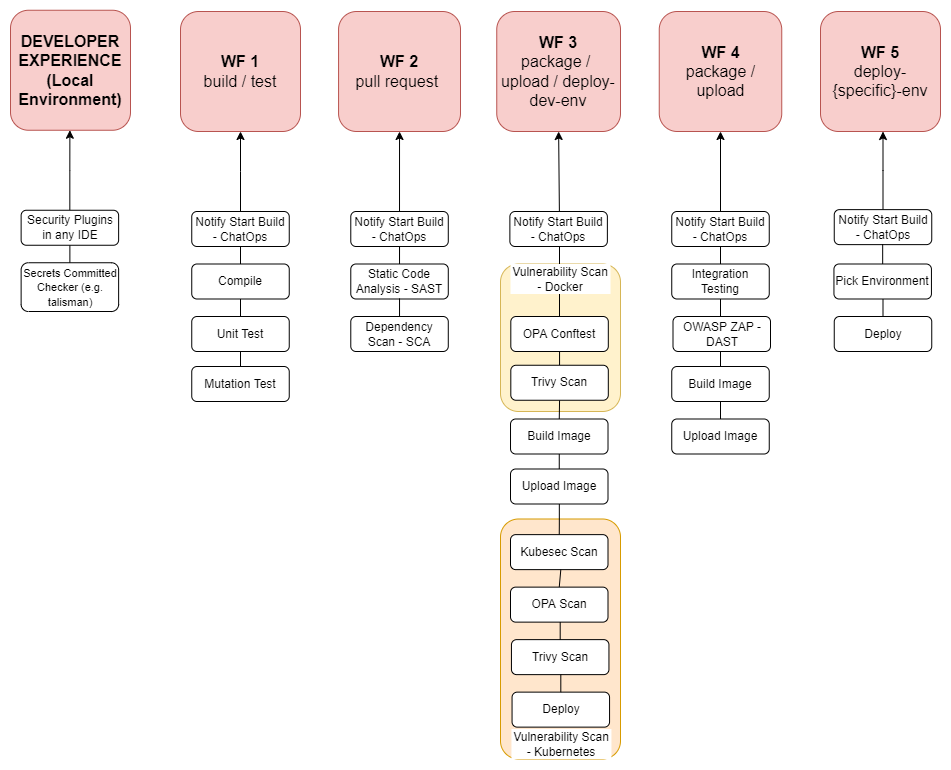 DEVELOPER
EXPERIENCE
(Local
Environment)
Security Plugins
in any IDE
Secrets Committed
Checker (e.g.
talisman)
WF 1
build / test
Notify Start Build
- ChatOps
Compile
Unit Test
Mutation Test
WF 2
pull request
Notify Start Build
- ChatOps
Static Code
Analysis - SAST
Dependency
Scan - SCA
WF 3
package /
upload / deploy-
dev-env
Notify Start Build
- ChatOps
Vulnerability Scan
- Docker
OPA Conftest
Trivy Scan
Build Image
Upload Image
Kubesec Scan
OPA Scan
Trivy Scan
Deploy
Vulnerability Scan
- Kubernetes
WF 4
package /
upload
Notify Start Build
- ChatOps
Integration
Testing
OWASP ZAP -
DAST
Build Image
Upload Image
WF 5
deploy-
{specific}-env
Notify Start Build
- ChatOps
Pick Environment
Deploy